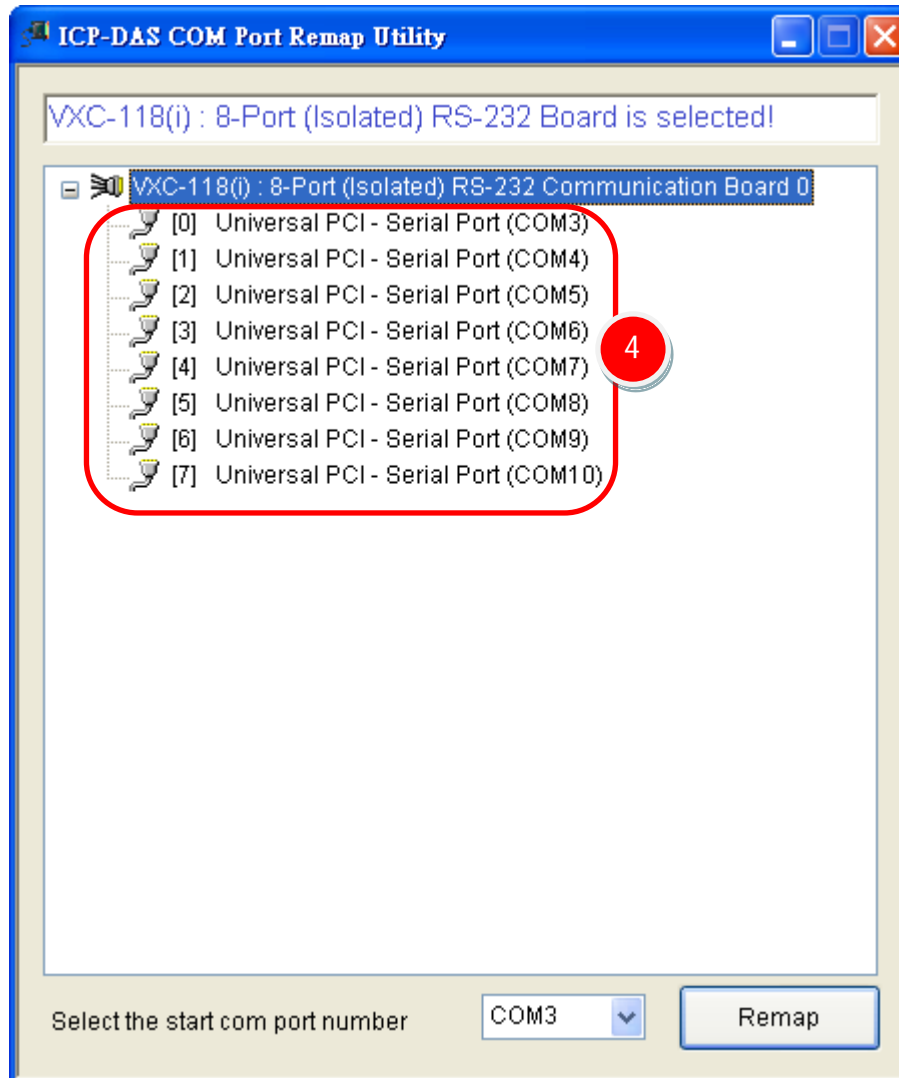 ICP-DAS COM Port Remap Utility
VXC-118(i) : 8-Port (Isolated) RS-232 Board is selected!
VXC-118(i) : 8-Port (Isolated) RS-232 Communication Board 0
[0] Universal PCI - Serial Port (COM3)
[1] Universal PCI - Serial Port (COM4)
[2] Universal PCI - Serial Port (COM5)
[3] Universal PCI - Serial Port (COM6)
[4] Universal PCI - Serial Port (COM7)
4
[5] Universal PCI - Serial Port (COM8)
[6] Universal PCI - Serial Port (COM9)
[7] Universal PCI - Serial Port (COM10)
Select the start com port number COM3 Remap